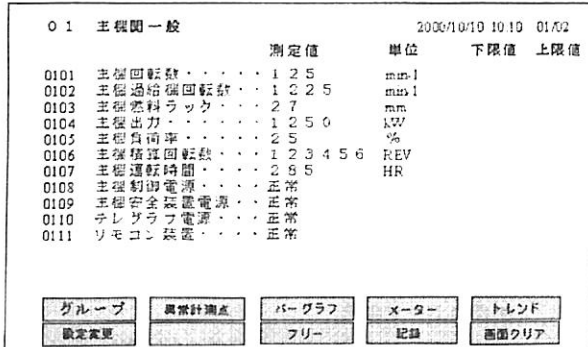 01 主機関一般 2000/10/10 10:10 01/02
測定値 単位 下限値 上限値
0101 主機回転数・・・・・125 min-1
0102 主機過給機回転数・・1225 min-1
0103 主機燃料ラック・・・27 mm
0104 主機出力・・・・・・1250 kW
0105 主機負荷率・・・・・25 %
0106 主機積算回転数・・・123456 REV
0107 主機運転時間・・・・285 HR
0108 主機制御電源・・・・正常
0109 主機安全装置電源・・正常
0110 テレグラフ電源・・・正常
0111 リモコン装置・・・・正常
グループ 異常計測点 バーグラフ メーター トレンド
設定変更 フリー 記録 画面クリア